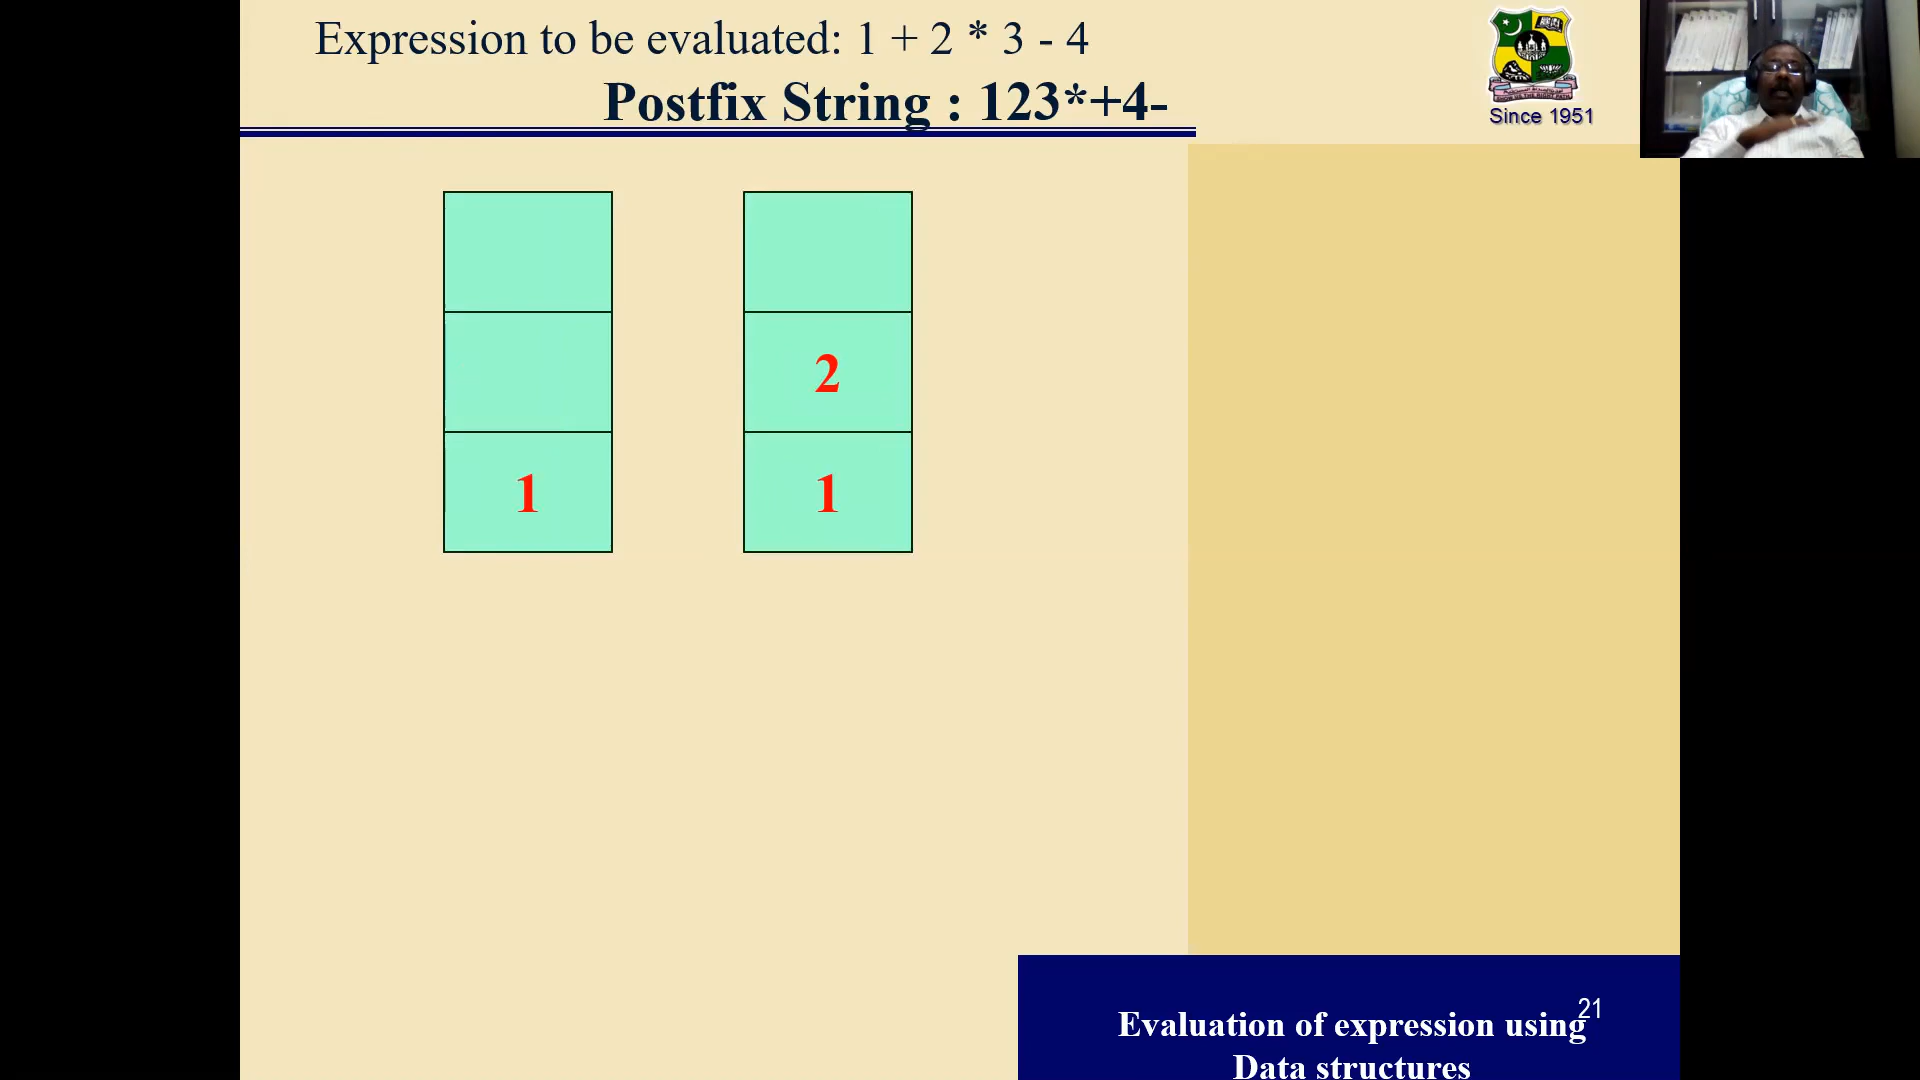 Expression to be evaluated: 1 + 2 * 3 - 4
Postfix String : 123*+4-
Since 1951
2
1
1
21
Evaluation of expression using
Data structures